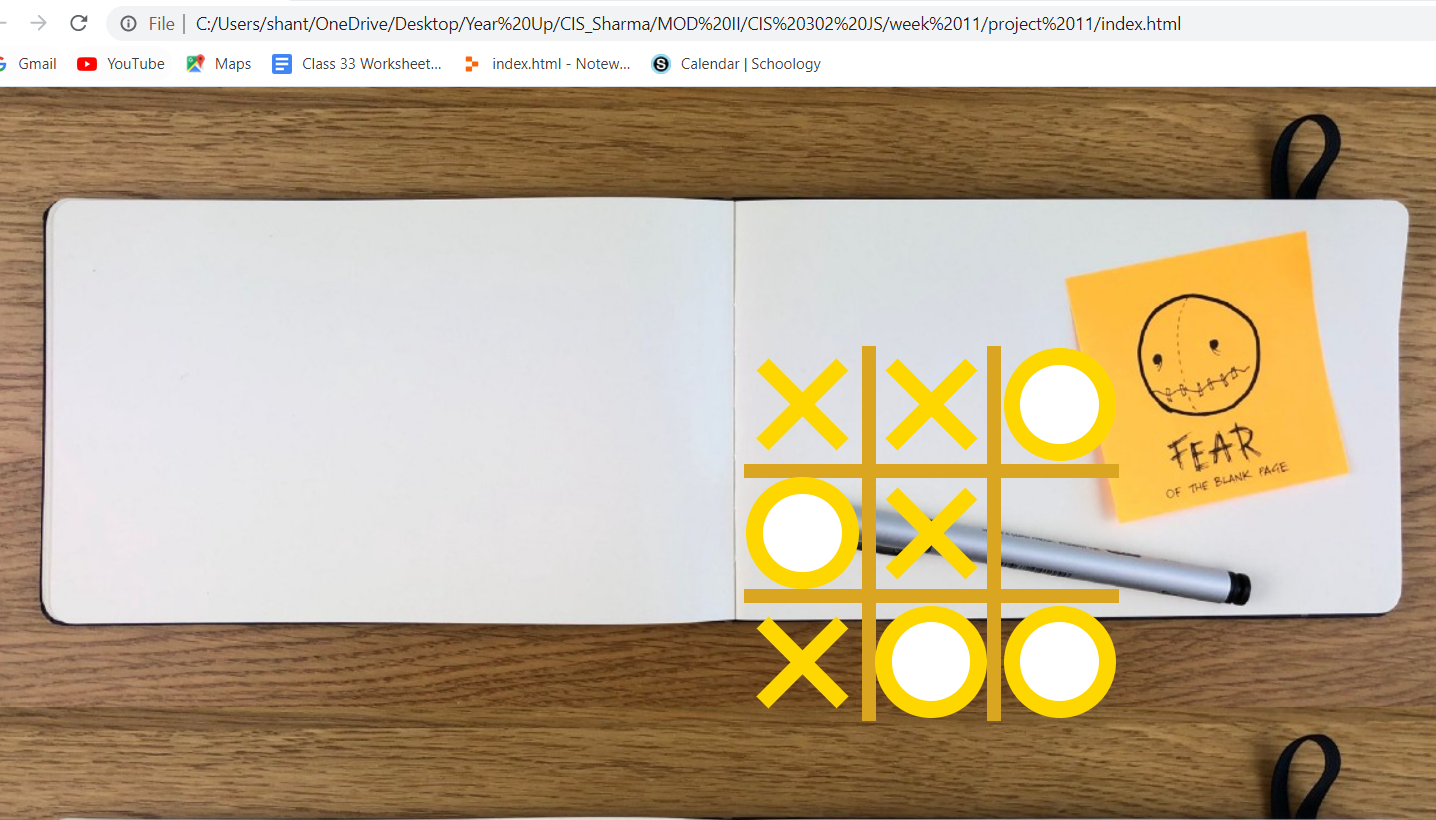 File | C:/Users/shant/OneDrive/Desktop/Year%20Up/CIS_Sharma/MOD%20II/CIS%20302%20JS/week%2011/project%2011/index.html
Gmail YouTube Maps Class 33 Worksheet... index.html - Notew... Calendar | Schoology
FEAR
OF THE BLANK PAGE